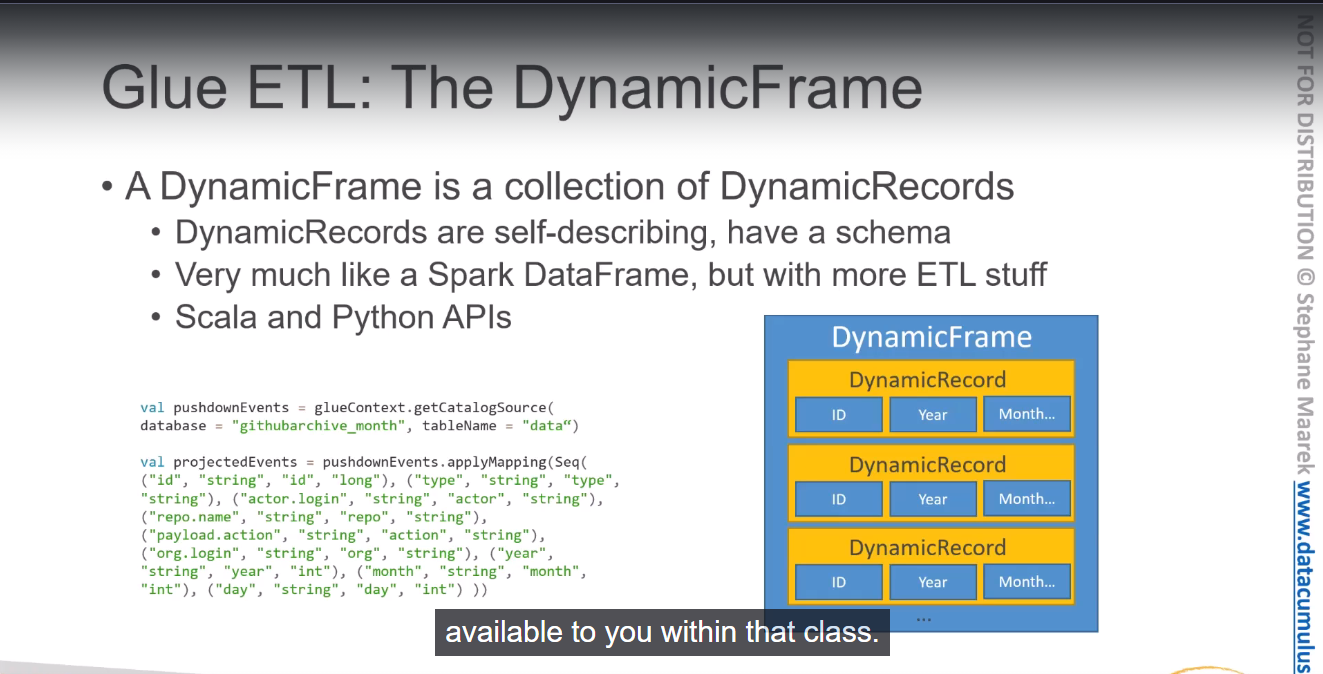 Glue ETL: The DynamicFrame
• A DynamicFrame is a collection of DynamicRecords
• DynamicRecords are self-describing, have a schema
• Very much like a Spark DataFrame, but with more ETL stuff
• Scala and Python APIs
val pushdownEvents = glueContext.getCatalogSource(
database = "githubarchive_month", tableName = "data“)
val projectedEvents = pushdownEvents.applyMapping(Seq(
("id", "string", "id", "long"), ("type", "string", "type",
"string"), ("actor.login", "string", "actor", "string"),
("repo.name", "string", "repo", "string"),
("payload.action", "string", "action", "string"),
("org.login", "string", "org", "string"), ("year",
"string", "year", "int"), ("month", "string", "month",
"int"), ("day", "string", "day", "int") ))
DynamicFrame
DynamicRecord
ID Year Month...
DynamicRecord
ID Year Month...
DynamicRecord
ID Year Month...
...
available to you within that class.
NOT FOR DISTRIBUTION © Stephane Maarek www.datacumulus